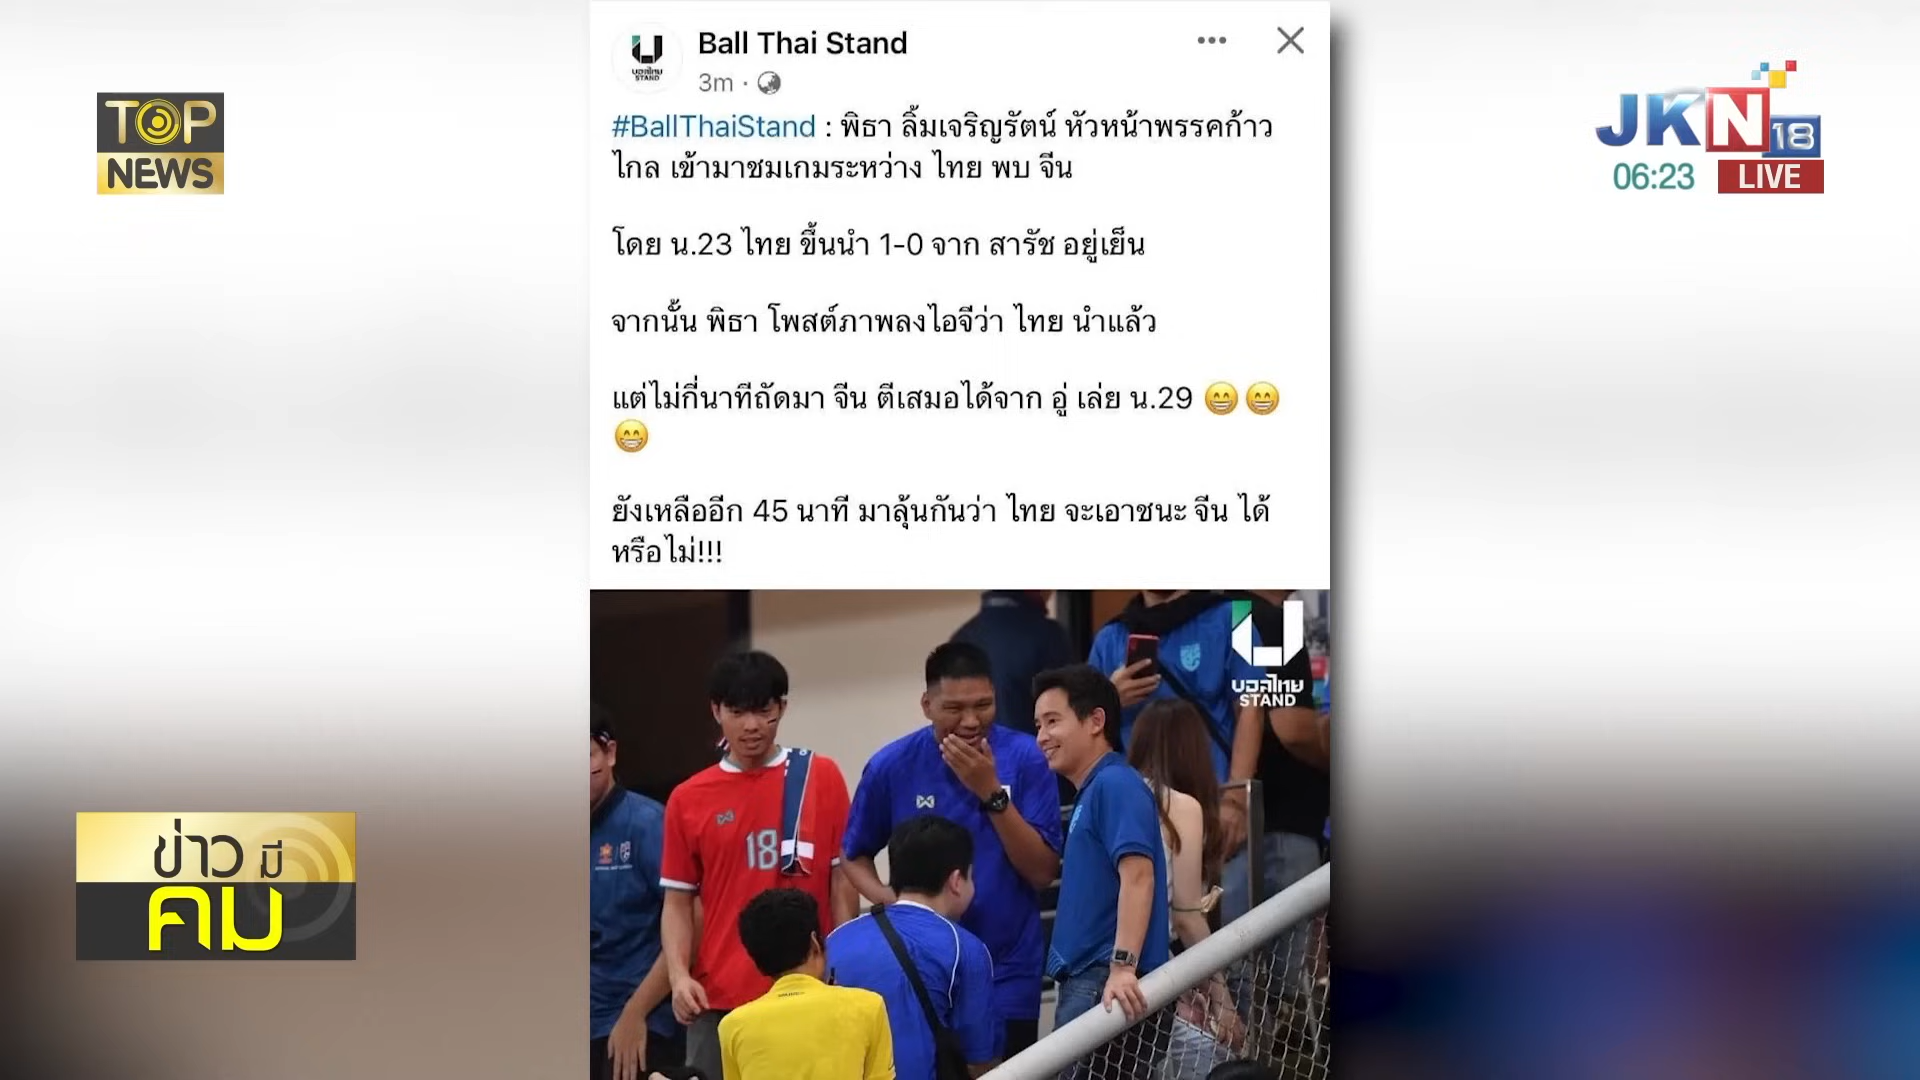 Ball Thai Stand
3m
#BallThaiStand : พิธา ลิ้มเจริญรัตน์ หัวหน้าพรรคก้าว
ไกล เข้ามาชมเกมระหว่าง ไทย พบ จีน
โดย น.23 ไทย ขึ้นนำ 1-0 จาก สารัช อยู่เย็น
จากนั้น พิธา โพสต์ภาพลงไอจีว่า ไทย นำแล้ว
แต่ไม่กี่นาทีถัดมา จีน ตีเสมอได้จาก อู่ เล่ย น.29 😁😁
😁
ยังเหลืออีก 45 นาที มาลุ้นกันว่า ไทย จะเอาชนะ จีน ได้
หรือไม่!!!
TOP
NEWS
JKN18
06:23 LIVE
บอลไทย
STAND
บอลไทย
STAND
18
ข่าวมี
คม